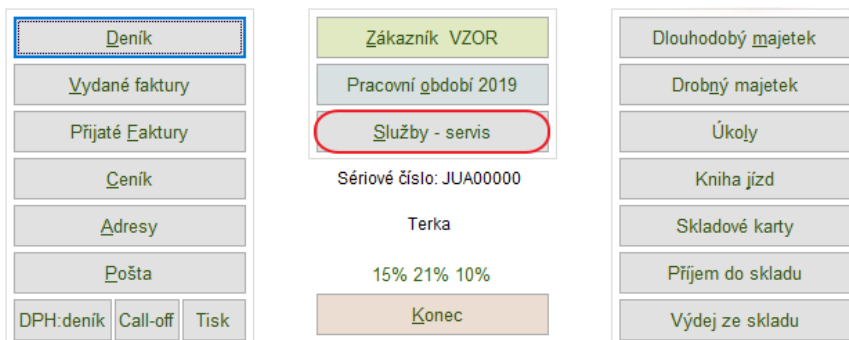 Deník
Vydané faktury
Přijaté Faktury
Ceník
Adresy
Pošta
DPH:deník Call-off Tisk
Zákazník VZOR
Pracovní období 2019
Služby - servis
Sériové číslo: JUA00000
Terka
15% 21% 10%
Konec
Dlouhodobý majetek
Drobný majetek
Úkoly
Kniha jízd
Skladové karty
Příjem do skladu
Výdej ze skladu